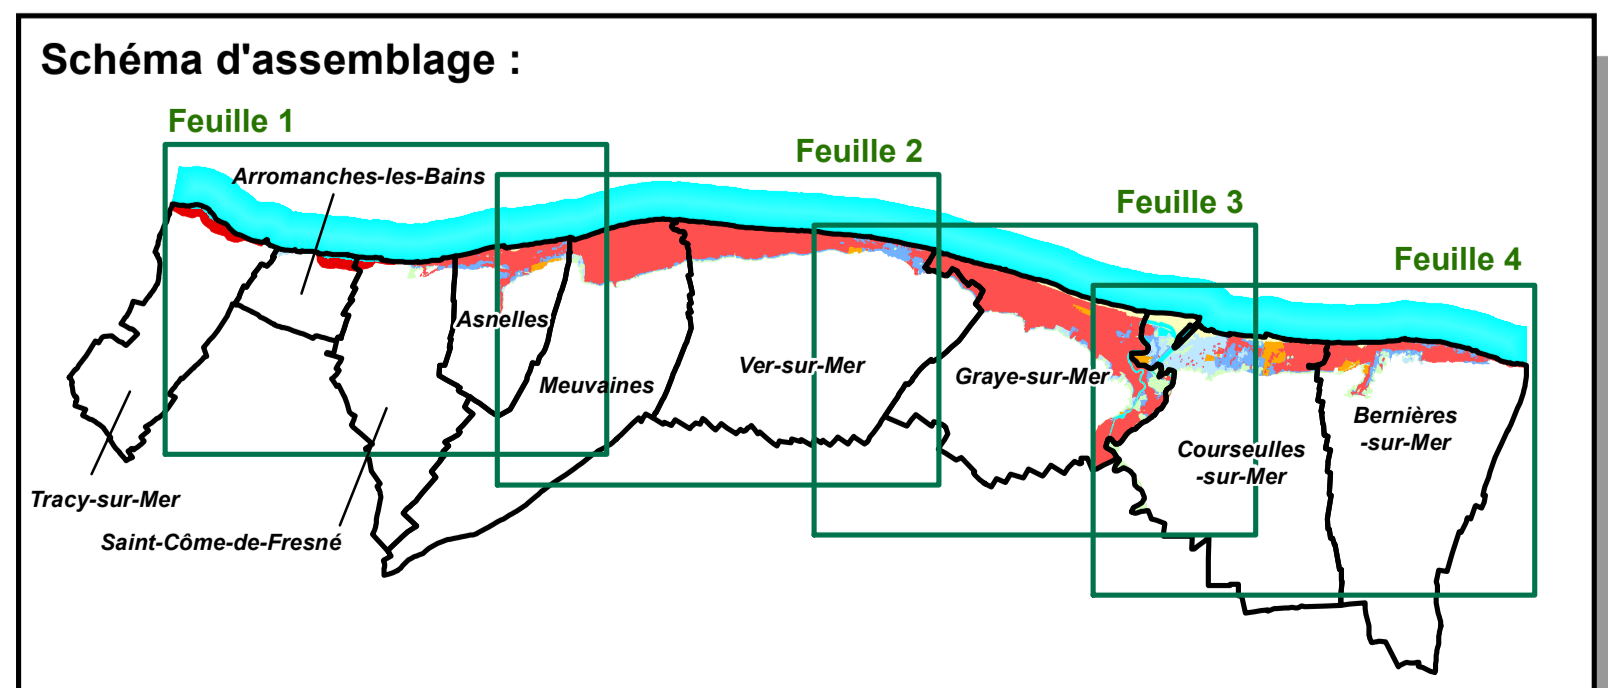 Schéma d'assemblage :
Feuille 1
Feuille 2
Arromanches-les-Bains
Feuille 3
Feuille 4
Asnelles
Meuvaines
Ver-sur-Mer
Graye-sur-Mer
Bernières
-sur-Mer
Courseulles
-sur-Mer
Tracy-sur-Mer
Saint-Côme-de-Fresné